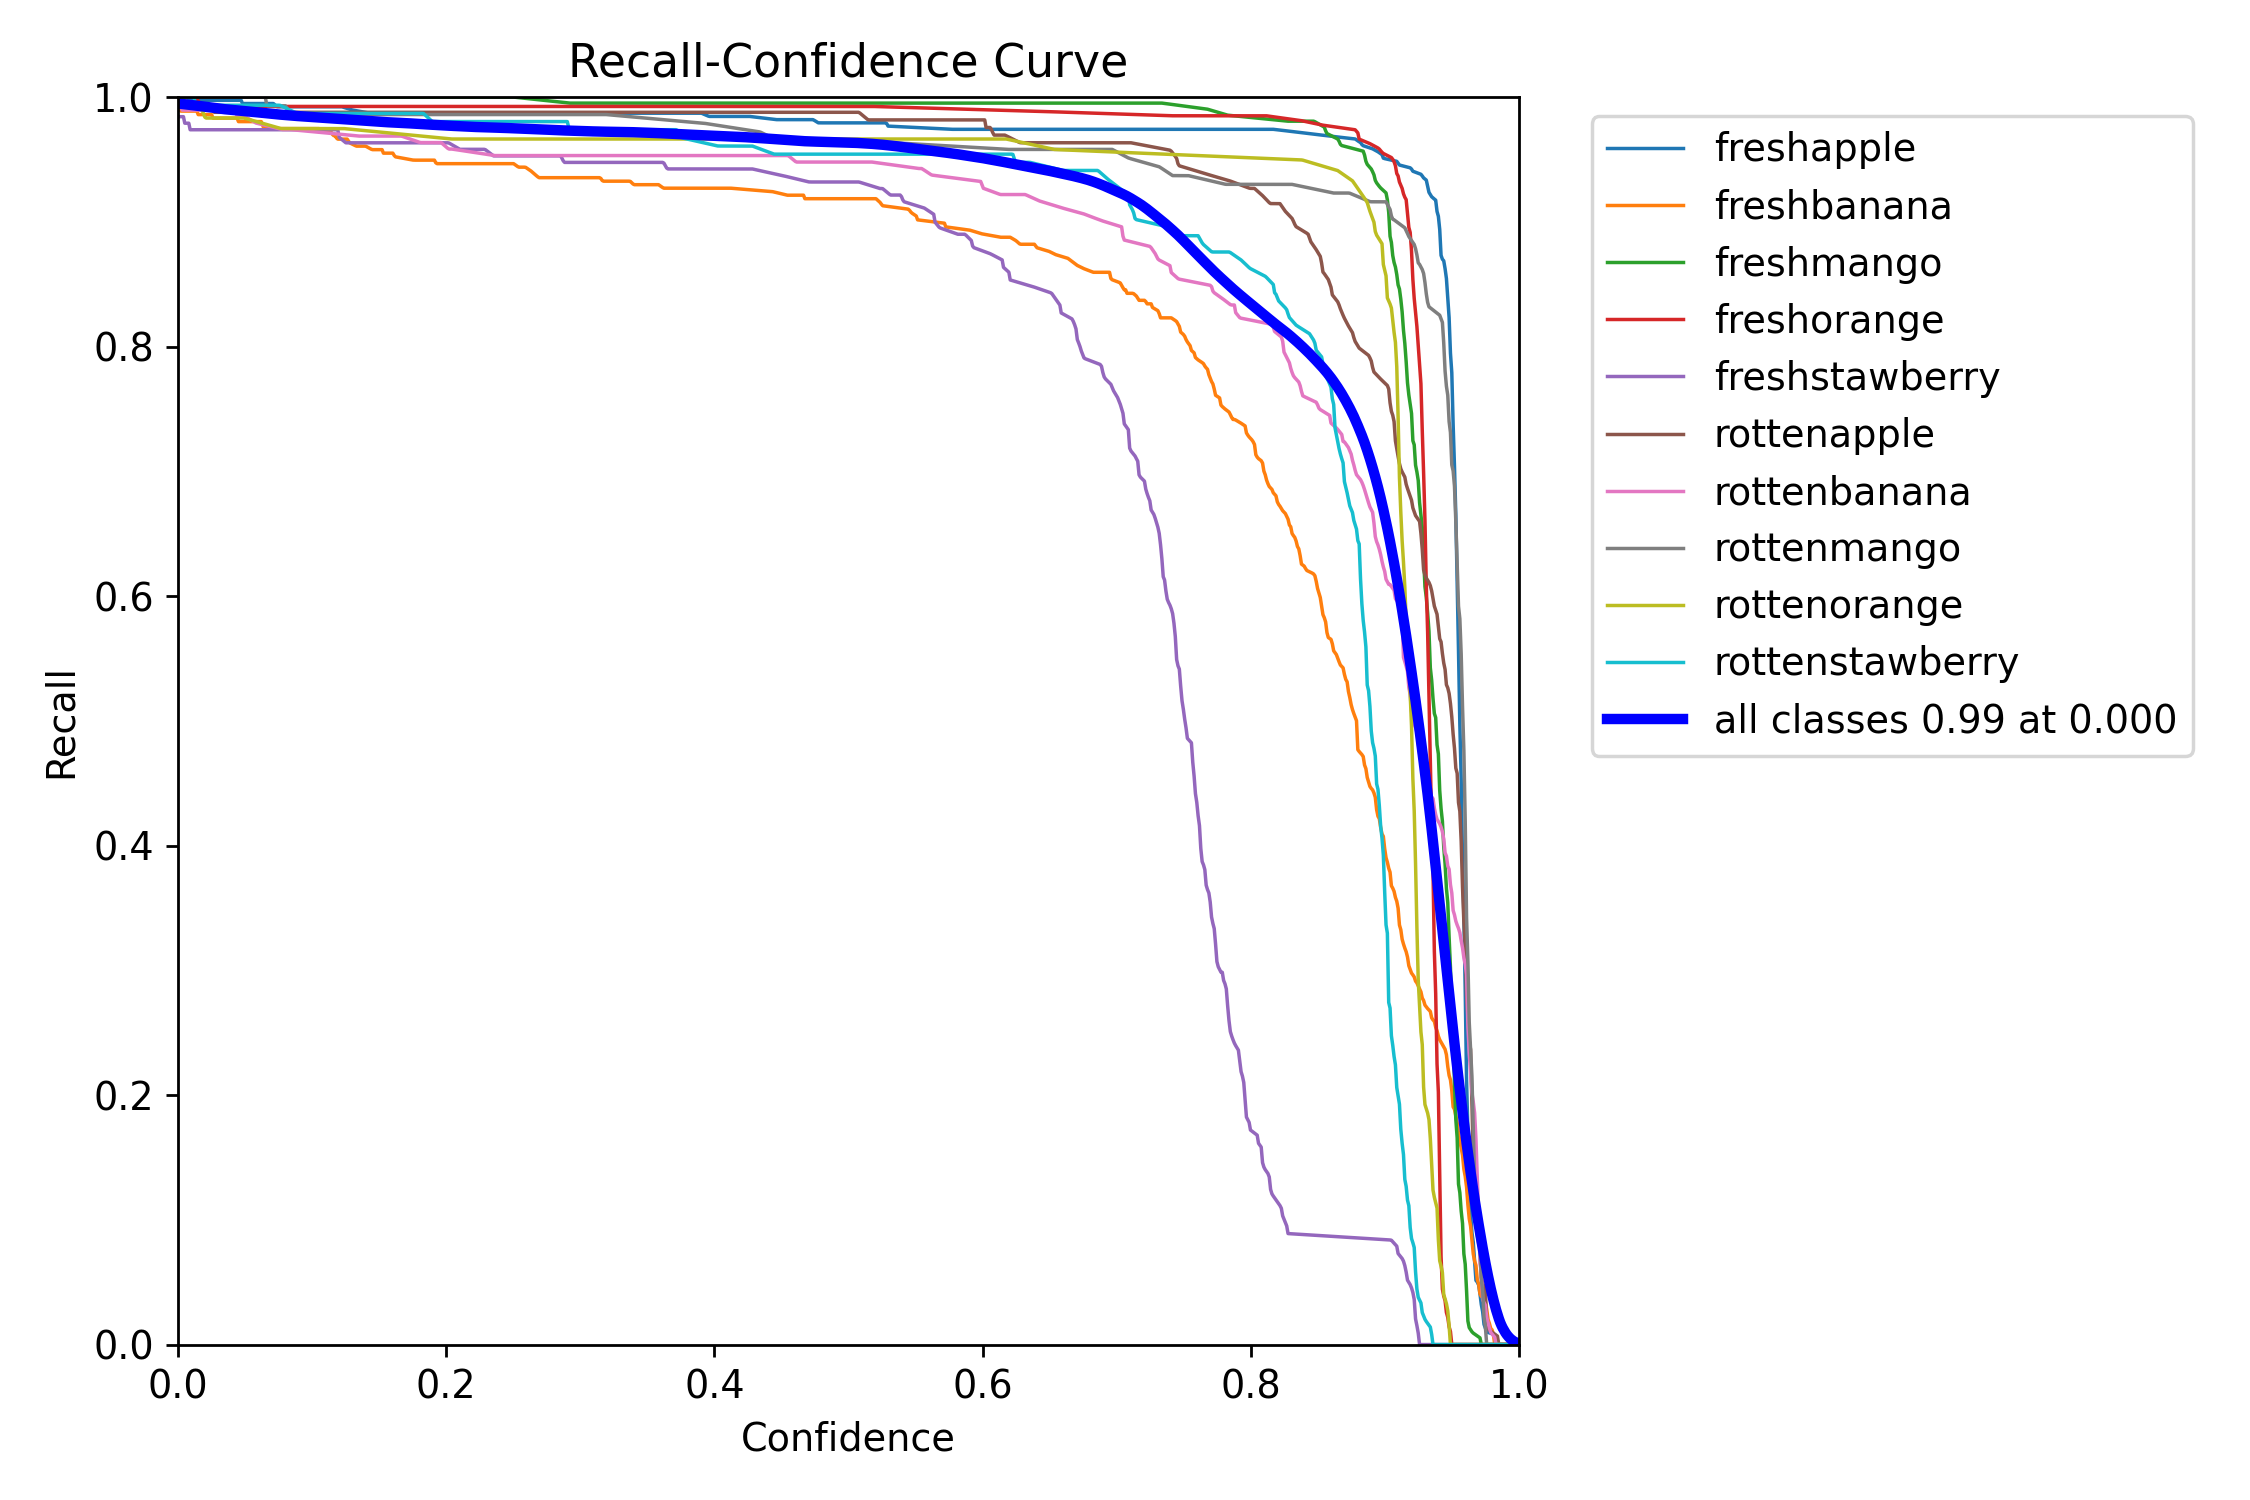 Recall-Confidence Curve
1.0
0.8
0.6
0.4
0.2
0.0
Recall
0.0 0.2 0.4 0.6 0.8 1.0
Confidence
freshapple
freshbanana
freshmango
freshorange
freshstawberry
rottenapple
rottenbanana
rottenmango
rottenorange
rottenstawberry
all classes 0.99 at 0.000